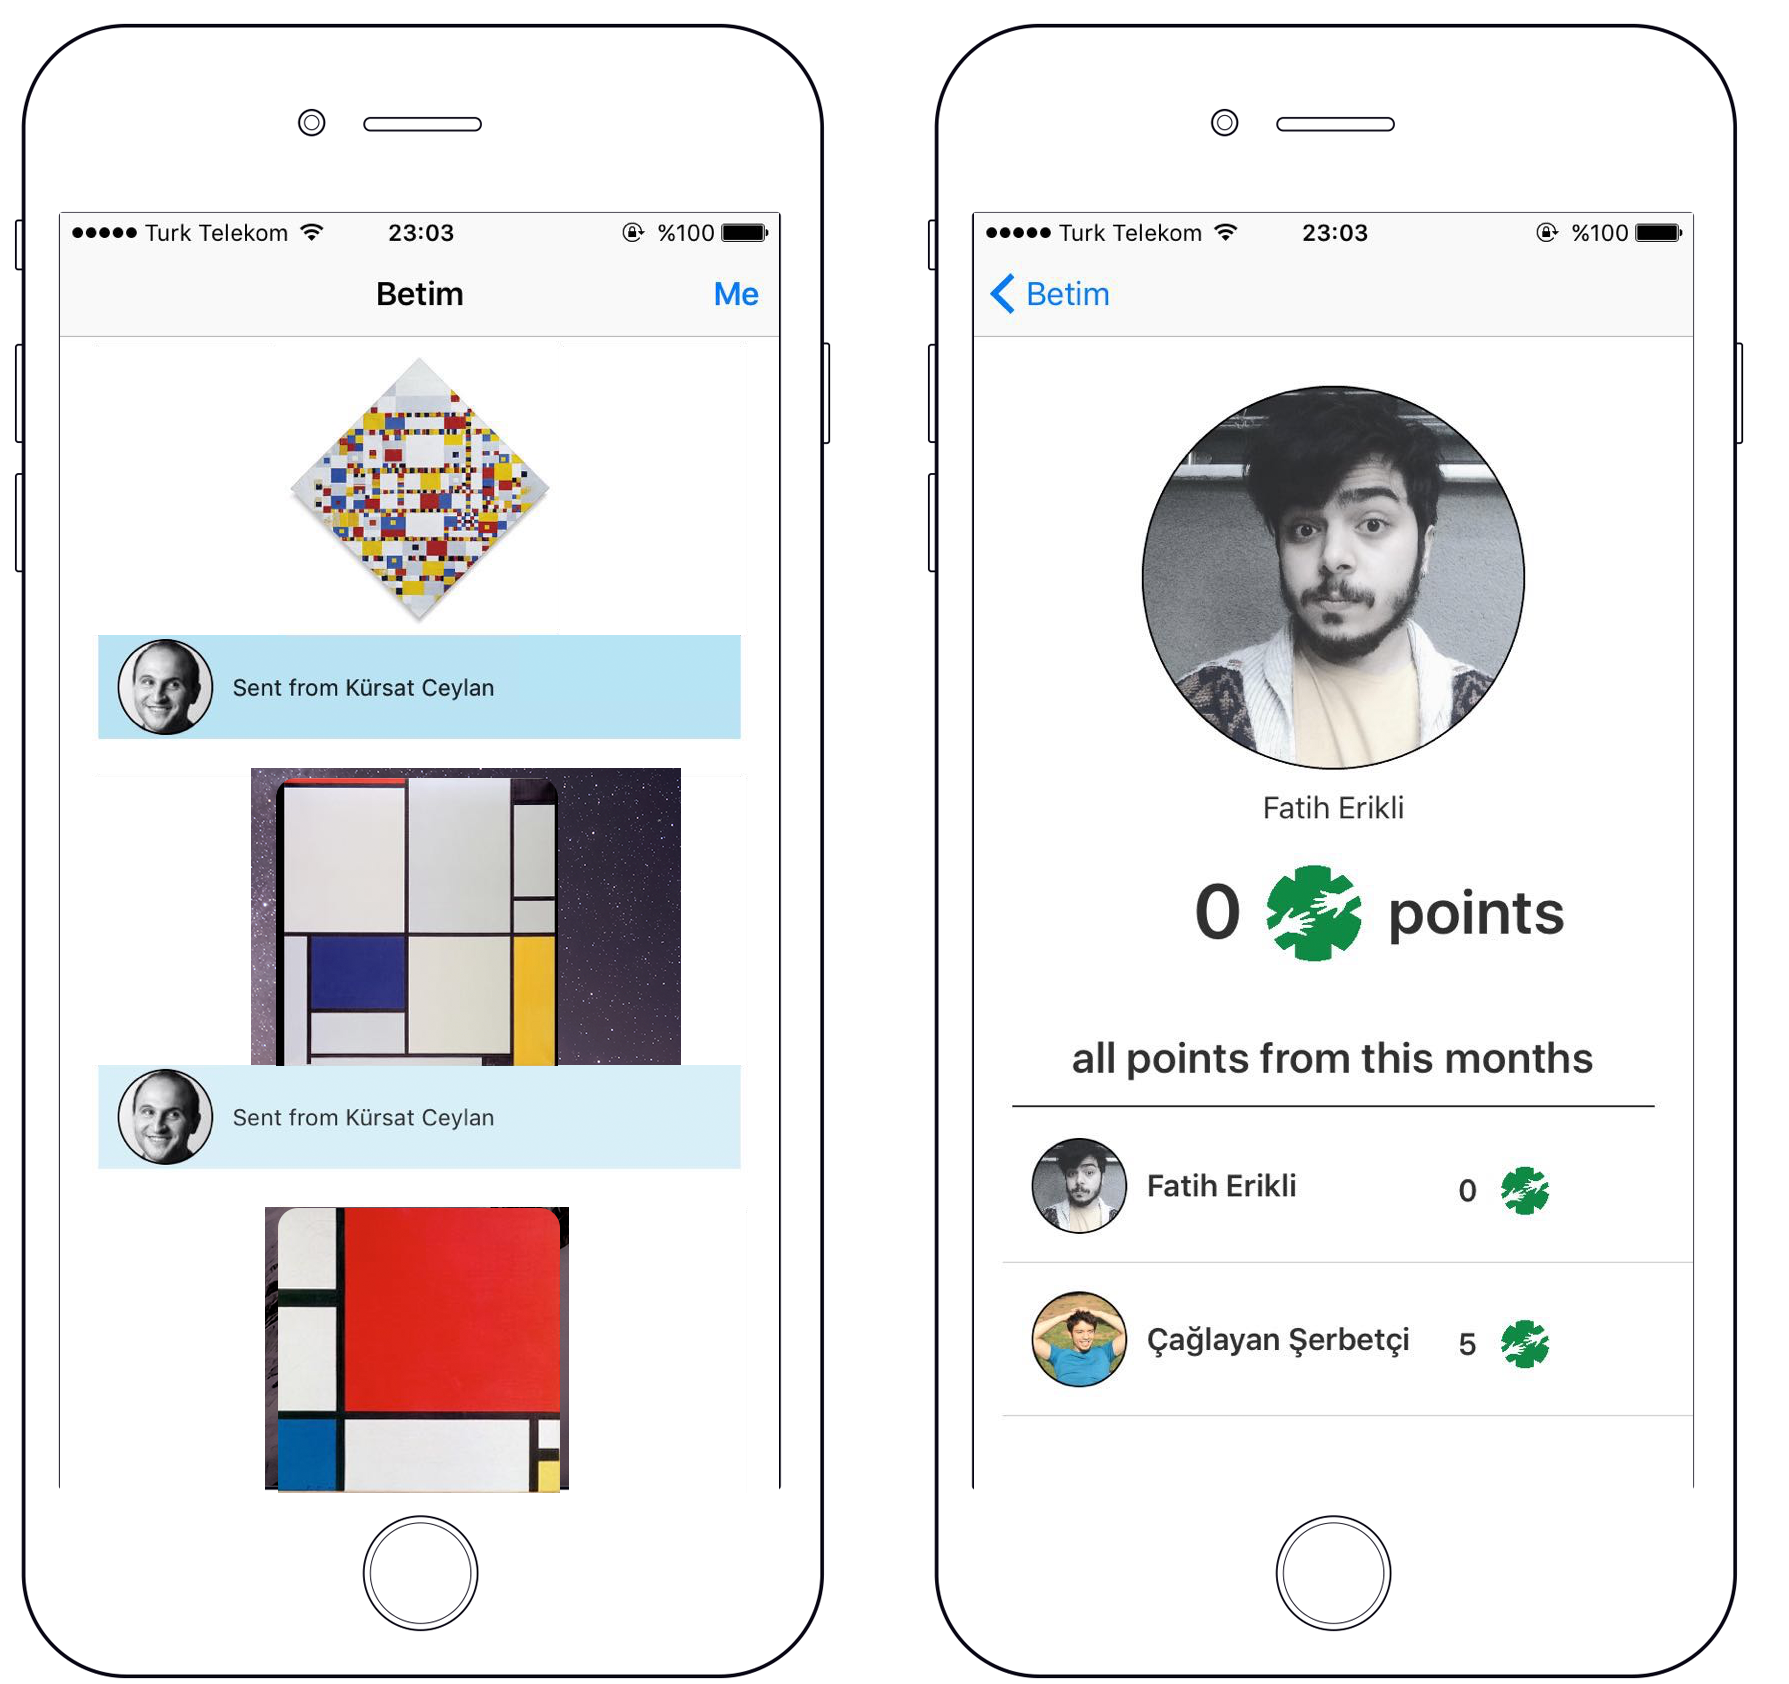 Turk Telekom 23:03 %100
Betim Me
Sent from Kürsat Ceylan
Sent from Kürsat Ceylan
Turk Telekom 23:03 %100
Betim
Fatih Erikli
0 points
all points from this months
Fatih Erikli 0
Çağlayan Şerbetçi 5